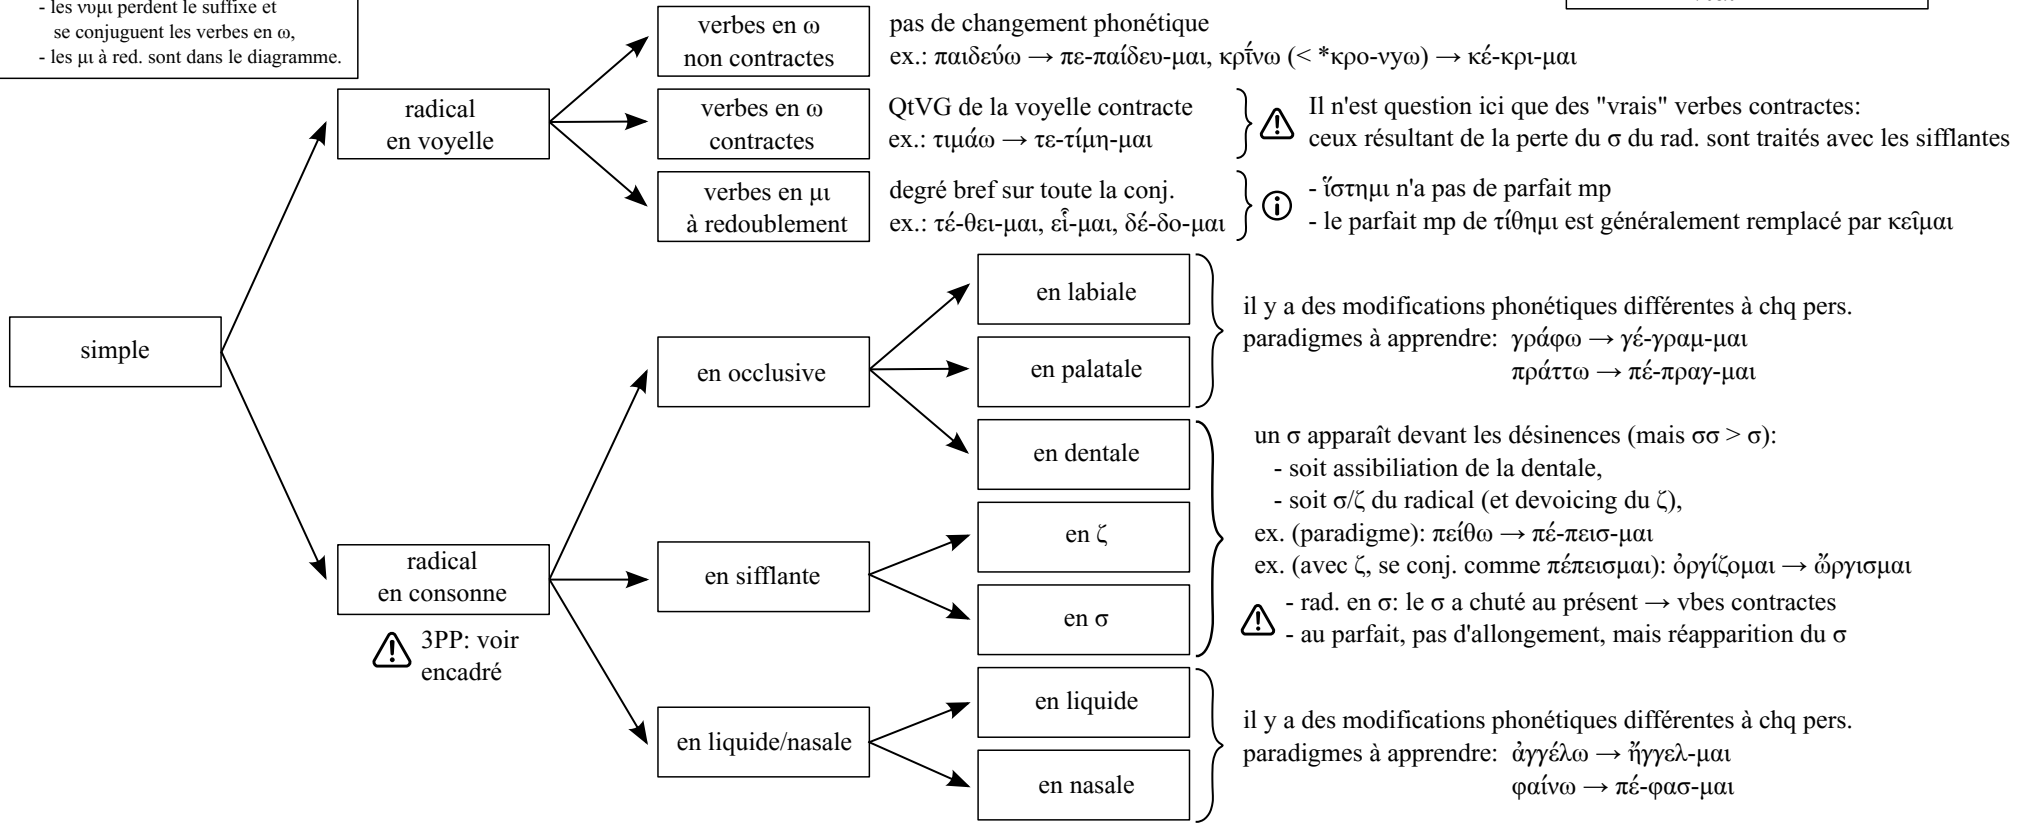 - les νυμι perdent le suffixe et
se conjuguent les verbes en ω,
- les μι à red. sont dans le diagramme.
verbes en ω
non contractes
pas de changement phonétique
ex.: παιδεύω → πε-παίδευ-μαι, κρῑ́νω (< *κρο-νyω) → κέ-κρι-μαι
radical
en voyelle
verbes en ω
contractes
QtVG de la voyelle contracte
ex.: τιμάω → τε-τίμη-μαι
Il n'est question ici que des "vrais" verbes contractes:
ceux résultant de la perte du σ du rad. sont traités avec les sifflantes
verbes en μι
à redoublement
degré bref sur toute la conj.
ex.: τέ-θει-μαι, εἷ-μαι, δέ-δο-μαι
- ἵστημι n'a pas de parfait mp
- le parfait mp de τίθημι est généralement remplacé par κεῖμαι
simple
en occlusive
en labiale
en palatale
il y a des modifications phonétiques différentes à chq pers.
paradigmes à apprendre: γράφω → γέ-γραμ-μαι
πράττω → πέ-πραγ-μαι
en dentale
radical
en consonne
3PP: voir
encadré
en sifflante
en ζ
en σ
un σ apparaît devant les désinences (mais σσ > σ):
- soit assibiliation de la dentale,
- soit σ/ζ du radical (et devoicing du ζ),
ex. (paradigme): πείθω → πέ-πεισ-μαι
ex. (avec ζ, se conj. comme πέπεισμαι): ὀργίζομαι → ὤργισμαι
- rad. en σ: le σ a chuté au présent → vbes contractes
- au parfait, pas d'allongement, mais réapparition du σ
en liquide/nasale
en liquide
en nasale
il y a des modifications phonétiques différentes à chq pers.
paradigmes à apprendre: ἀγγέλω → ἤγγελ-μαι
φαίνω → πέ-φασ-μαι